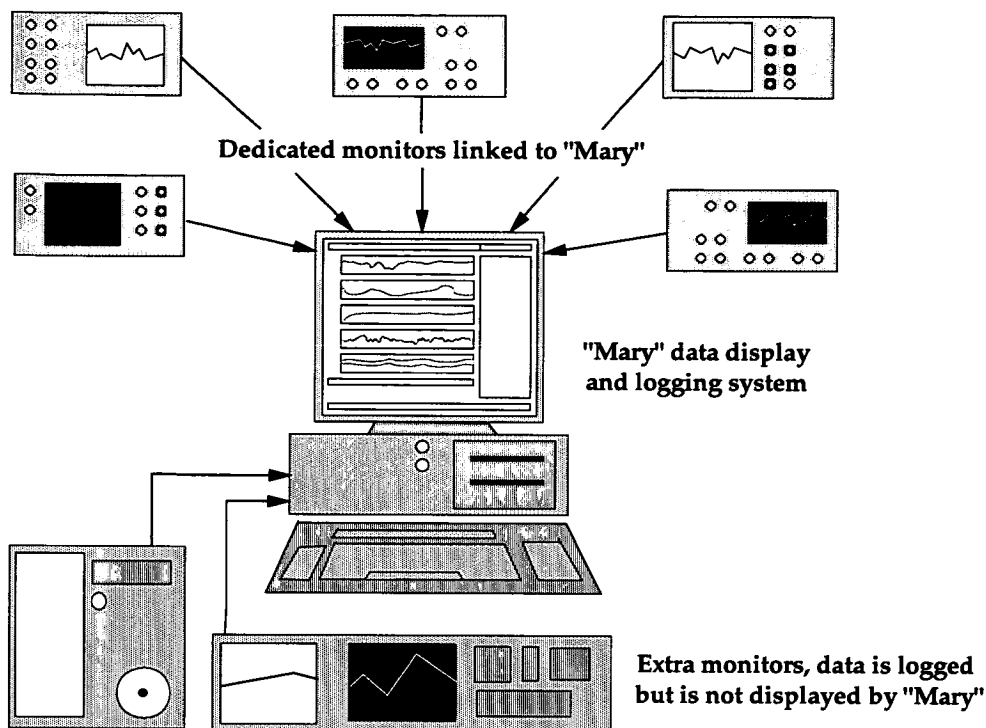 Dedicated monitors linked to "Mary"
"Mary" data display
and logging system
Extra monitors, data is logged
but is not displayed by "Mary"